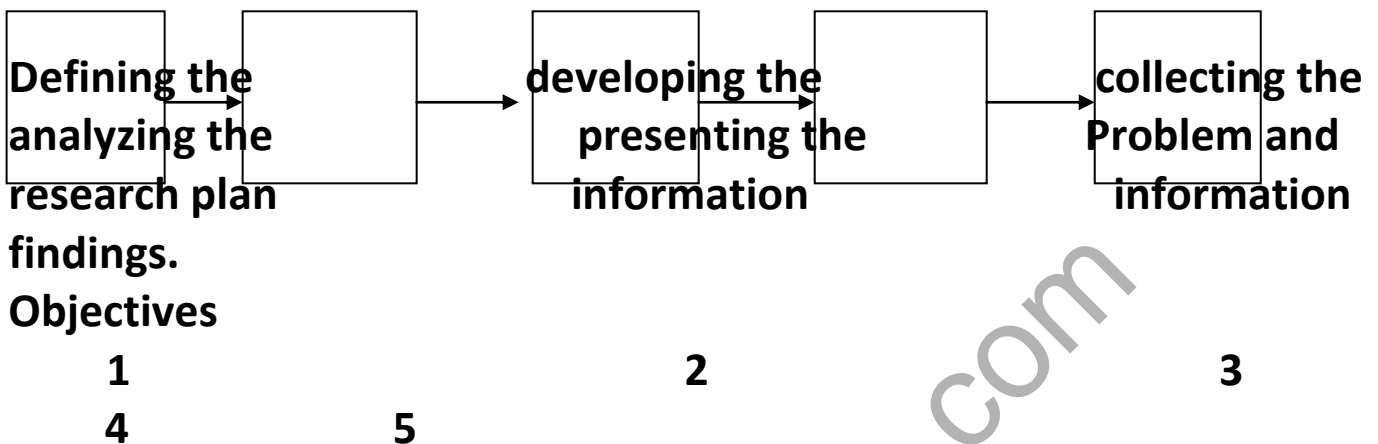 Defining the developing the collecting the
analyzing the presenting the Problem and
research plan information information
findings.
Objectives
1 2 3
4 5
com